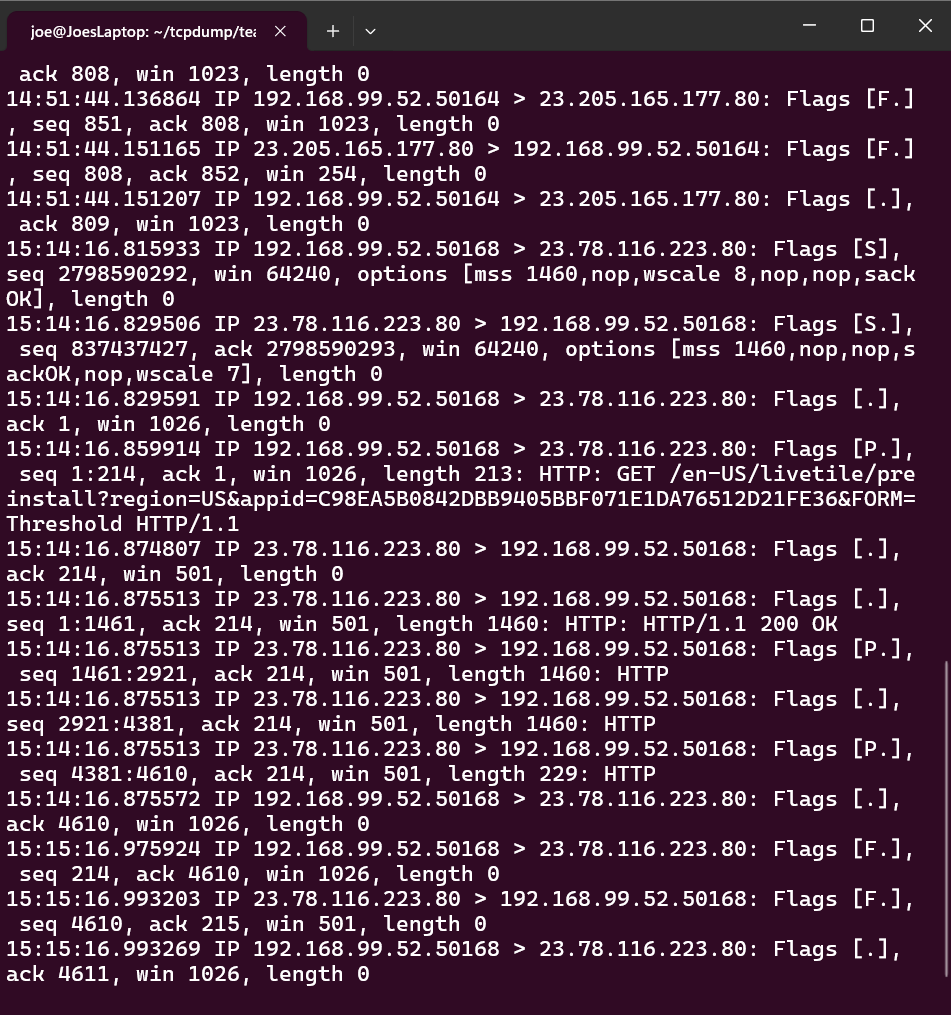 joe@JoesLaptop: ~/tcpdump/tea
 ack 808, win 1023, length 0
14:51:44.136864 IP 192.168.99.52.50164 > 23.205.165.177.80: Flags [F.]
, seq 851, ack 808, win 1023, length 0
14:51:44.151165 IP 23.205.165.177.80 > 192.168.99.52.50164: Flags [F.]
, seq 808, ack 852, win 254, length 0
14:51:44.151207 IP 192.168.99.52.50164 > 23.205.165.177.80: Flags [.],
 ack 809, win 1023, length 0
15:14:16.815933 IP 192.168.99.52.50168 > 23.78.116.223.80: Flags [S],
seq 2798590292, win 64240, options [mss 1460,nop,wscale 8,nop,nop,sack
OK], length 0
15:14:16.829506 IP 23.78.116.223.80 > 192.168.99.52.50168: Flags [S.],
 seq 837437427, ack 2798590293, win 64240, options [mss 1460,nop,nop,s
ackOK,nop,wscale 7], length 0
15:14:16.829591 IP 192.168.99.52.50168 > 23.78.116.223.80: Flags [.],
ack 1, win 1026, length 0
15:14:16.859914 IP 192.168.99.52.50168 > 23.78.116.223.80: Flags [P.],
 seq 1:214, ack 1, win 1026, length 213: HTTP: GET /en-US/livetile/pre
install?region=US&appid=C98EA5B0842DBB9405BBF071E1DA76512D21FE36&FORM=
Threshold HTTP/1.1
15:14:16.874807 IP 23.78.116.223.80 > 192.168.99.52.50168: Flags [.],
ack 214, win 501, length 0
15:14:16.875513 IP 23.78.116.223.80 > 192.168.99.52.50168: Flags [.],
seq 1:1461, ack 214, win 501, length 1460: HTTP: HTTP/1.1 200 OK
15:14:16.875513 IP 23.78.116.223.80 > 192.168.99.52.50168: Flags [P.],
 seq 1461:2921, ack 214, win 501, length 1460: HTTP
15:14:16.875513 IP 23.78.116.223.80 > 192.168.99.52.50168: Flags [.],
seq 2921:4381, ack 214, win 501, length 1460: HTTP
15:14:16.875513 IP 23.78.116.223.80 > 192.168.99.52.50168: Flags [P.],
 seq 4381:4610, ack 214, win 501, length 229: HTTP
15:14:16.875572 IP 192.168.99.52.50168 > 23.78.116.223.80: Flags [.],
ack 4610, win 1026, length 0
15:15:16.975924 IP 192.168.99.52.50168 > 23.78.116.223.80: Flags [F.],
 seq 214, ack 4610, win 1026, length 0
15:15:16.993203 IP 23.78.116.223.80 > 192.168.99.52.50168: Flags [F.],
 seq 4610, ack 215, win 501, length 0
15:15:16.993269 IP 192.168.99.52.50168 > 23.78.116.223.80: Flags [.],
ack 4611, win 1026, length 0